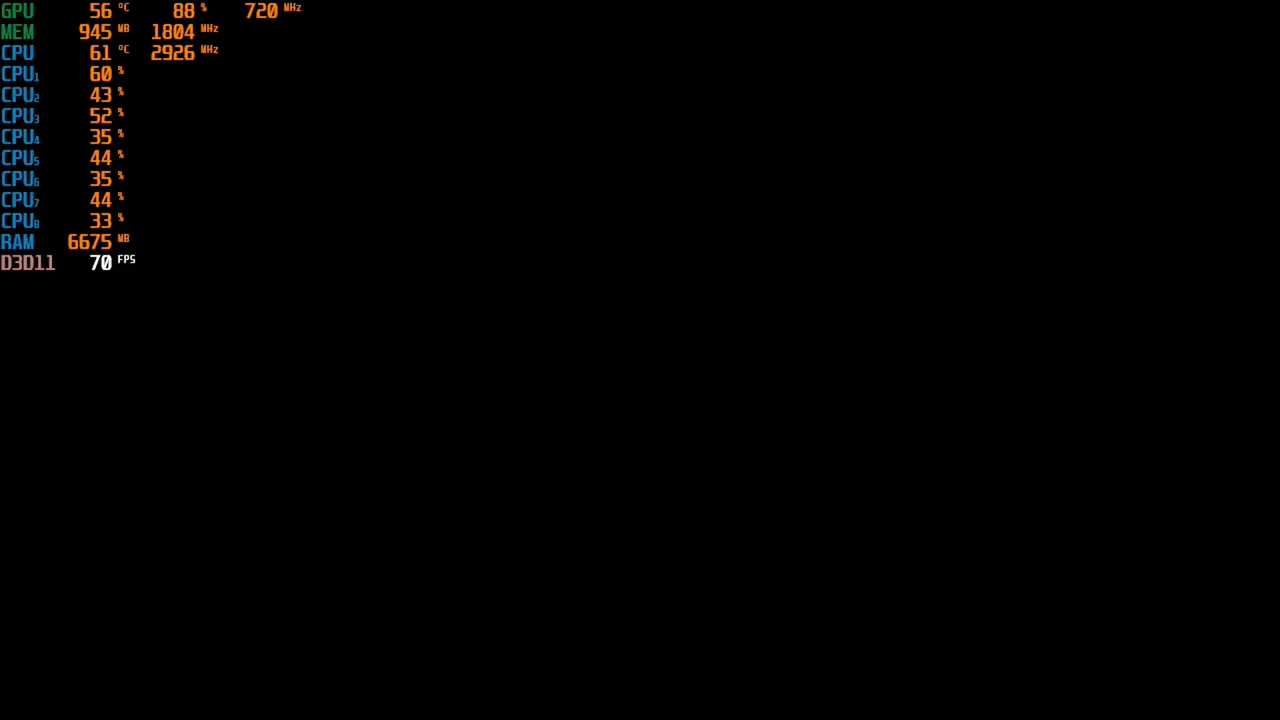 GPU 56 °C 88 % 720 MHz
MEM 945 MB 1804 MHz
CPU 61 °C 2926 MHz
CPU1 60 %
CPU2 43 %
CPU3 52 %
CPU4 35 %
CPU5 44 %
CPU6 35 %
CPU7 44 %
CPU8 33 %
RAM 6675 MB
D3D11 70 FPS